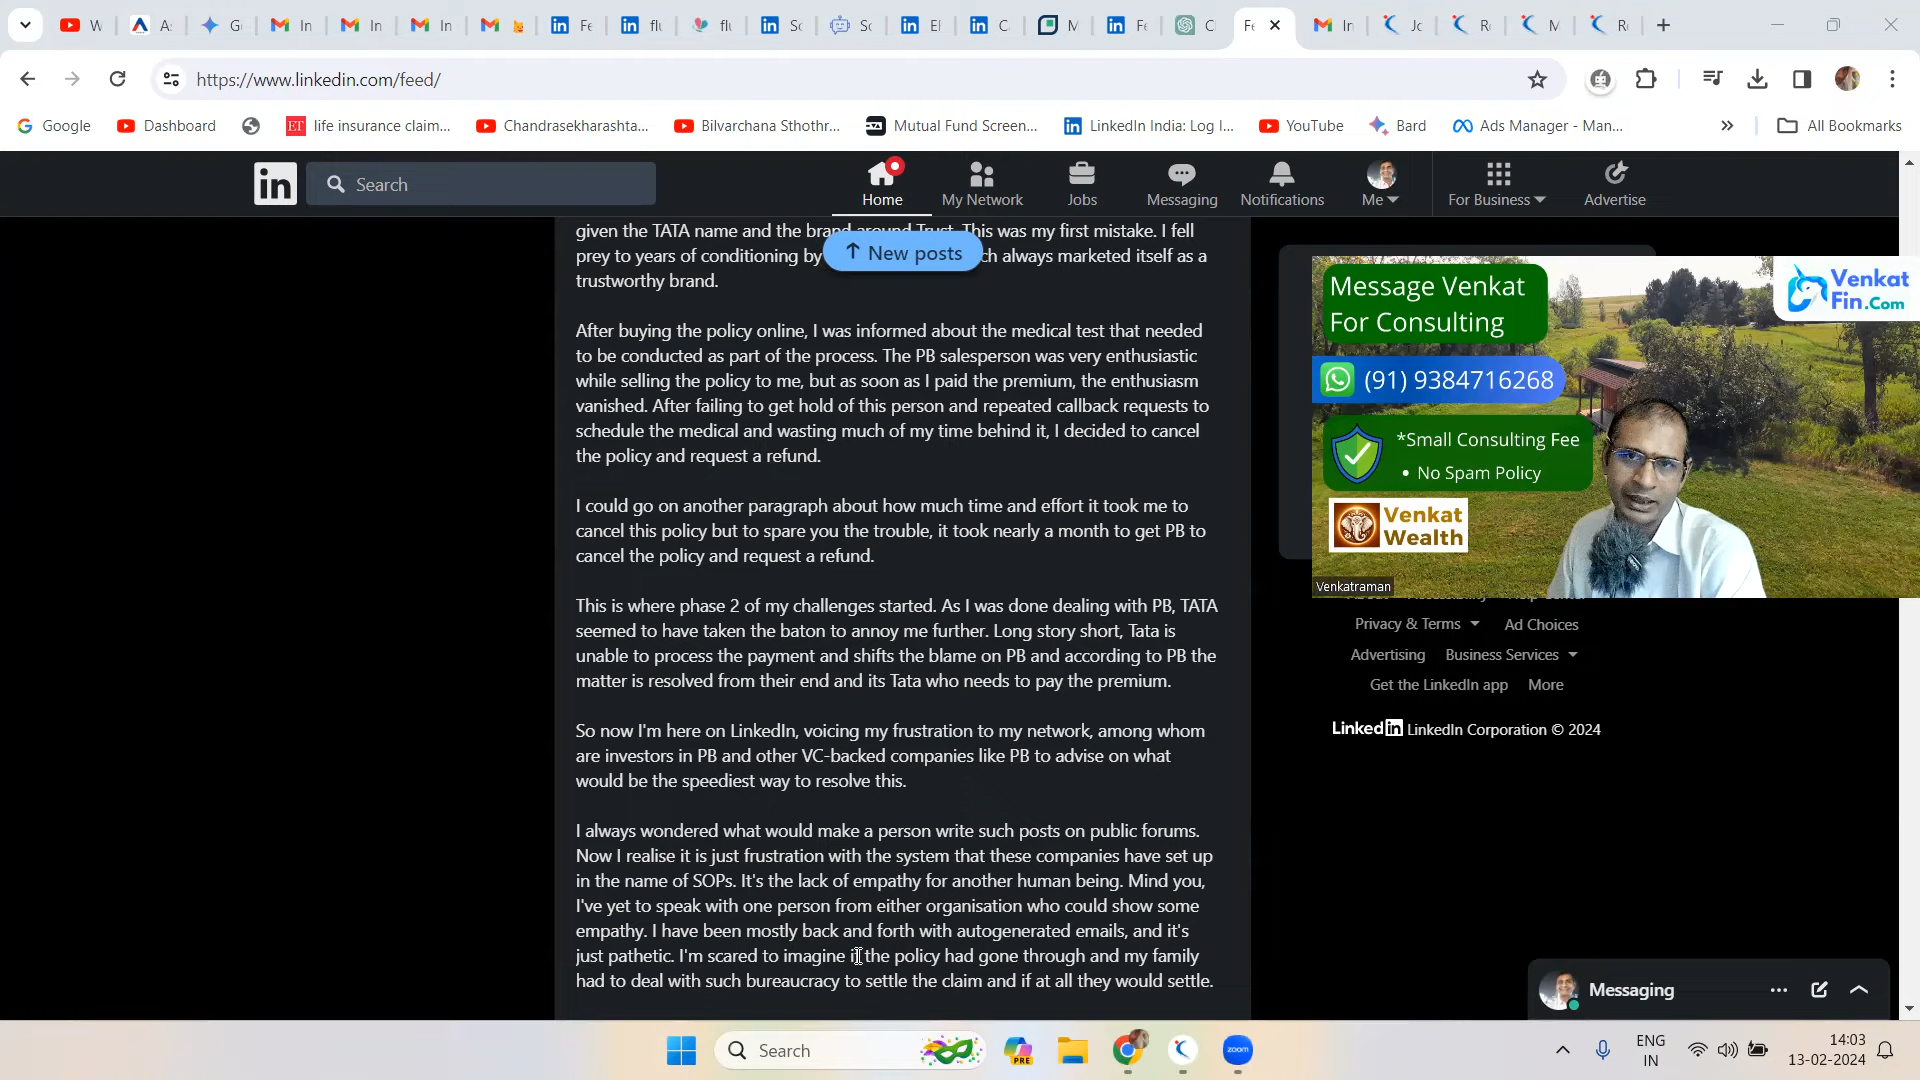 W
A
G
In
In
In
Fe
flu
flu
Sc
Sc
El
C
M
Fe
C
Fe
In
Jc
R
M
R
https://www.linkedin.com/feed/
Google
Dashboard
ET life insurance claim...
Chandrasekharashta...
Bilvarchana Sthothr...
Mutual Fund Screen...
LinkedIn India: Log I...
YouTube
Bard
Ads Manager - Man...
All Bookmarks
in
Search
Home
My Network
Jobs
Messaging
Notifications
Me
For Business
Advertise
given the TATA name and the brand around Trust. This was my first mistake. I fell
prey to years of conditioning by ch always marketed itself as a
trustworthy brand.
New posts
After buying the policy online, I was informed about the medical test that needed
to be conducted as part of the process. The PB salesperson was very enthusiastic
while selling the policy to me, but as soon as I paid the premium, the enthusiasm
vanished. After failing to get hold of this person and repeated callback requests to
schedule the medical and wasting much of my time behind it, I decided to cancel
the policy and request a refund.
I could go on another paragraph about how much time and effort it took me to
cancel this policy but to spare you the trouble, it took nearly a month to get PB to
cancel the policy and request a refund.
This is where phase 2 of my challenges started. As I was done dealing with PB, TATA
seemed to have taken the baton to annoy me further. Long story short, Tata is
unable to process the payment and shifts the blame on PB and according to PB the
matter is resolved from their end and its Tata who needs to pay the premium.
So now I'm here on LinkedIn, voicing my frustration to my network, among whom
are investors in PB and other VC-backed companies like PB to advise on what
would be the speediest way to resolve this.
I always wondered what would make a person write such posts on public forums.
Now I realise it is just frustration with the system that these companies have set up
in the name of SOPs. It's the lack of empathy for another human being. Mind you,
I've yet to speak with one person from either organisation who could show some
empathy. I have been mostly back and forth with autogenerated emails, and it's
just pathetic. I'm scared to imagine if the policy had gone through and my family
had to deal with such bureaucracy to settle the claim and if at all they would settle.
Message Venkat
For Consulting
(91) 9384716268
*Small Consulting Fee
• No Spam Policy
Venkat
Wealth
Venkatraman
Venkat
Fin.Com
Privacy & Terms
Ad Choices
Advertising
Business Services
Get the LinkedIn app
More
LinkedIn LinkedIn Corporation © 2024
Messaging
Search
PRE
zoom
ENG
IN
14:03
13-02-2024